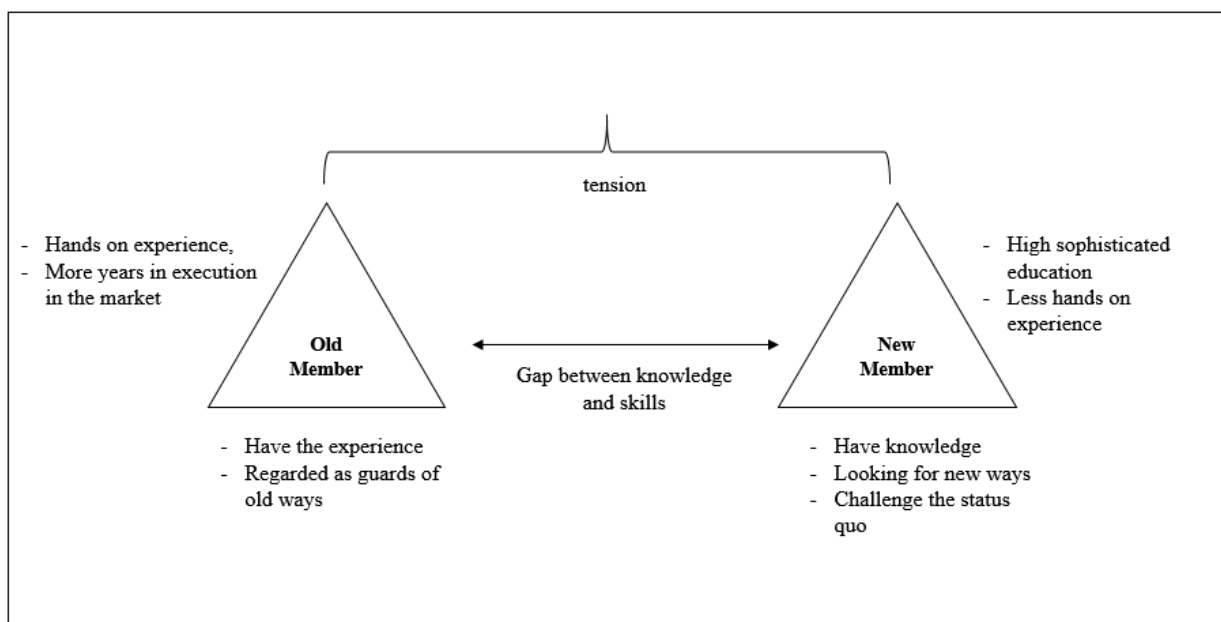 tension
- Hands on experience,
- More years in execution
in the market
- High sophisticated
education
- Less hands on
experience
Old
Member
New
Member
Gap between knowledge
and skills
- Have the experience
- Regarded as guards of
old ways
- Have knowledge
- Looking for new ways
- Challenge the status
quo